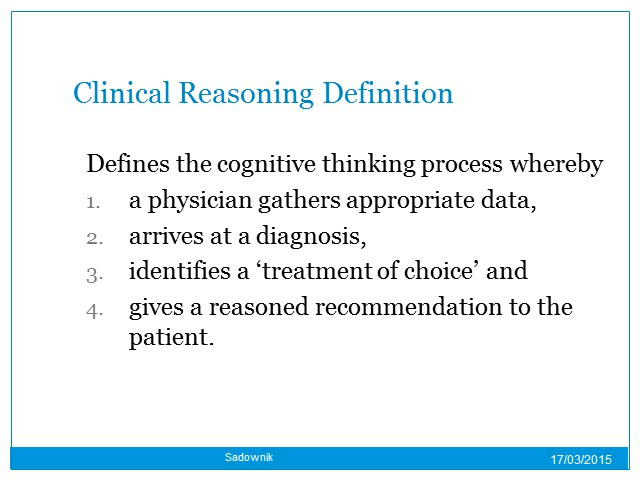 Clinical Reasoning Definition
Defines the cognitive thinking process whereby
1. a physician gathers appropriate data,
2. arrives at a diagnosis,
3. identifies a ‘treatment of choice’ and
4. gives a reasoned recommendation to the
patient.
Sadownik
17/03/2015